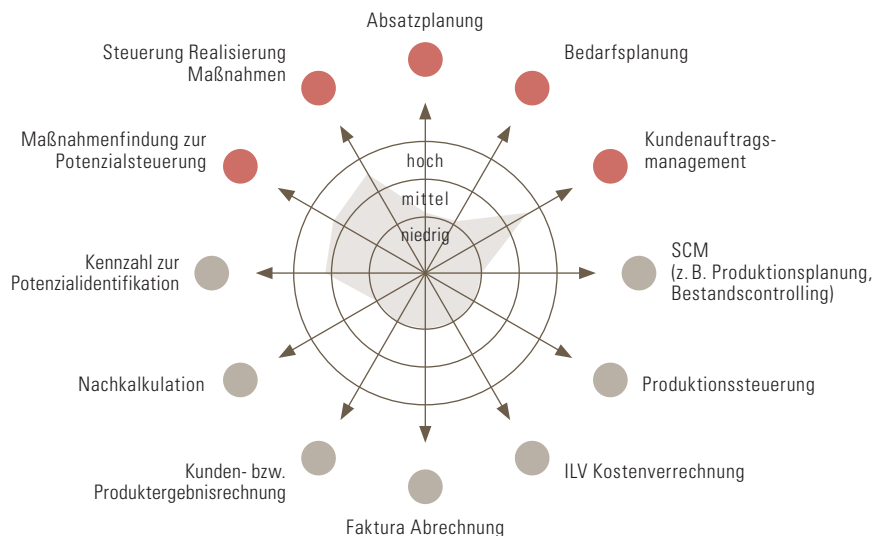 Absatzplanung
Steuerung Realisierung
Maßnahmen
Bedarfsplanung
Maßnahmenfindung zur
Potenzialsteuerung
Kundenauftrags-
management
hoch
mittel
niedrig
Kennzahl zur
Potenzialidentifikation
SCM
(z. B. Produktionsplanung,
Bestandscontrolling)
Nachkalkulation
Produktionssteuerung
Kunden- bzw.
Produktergebnisrechnung
ILV Kostenverrechnung
Faktura Abrechnung